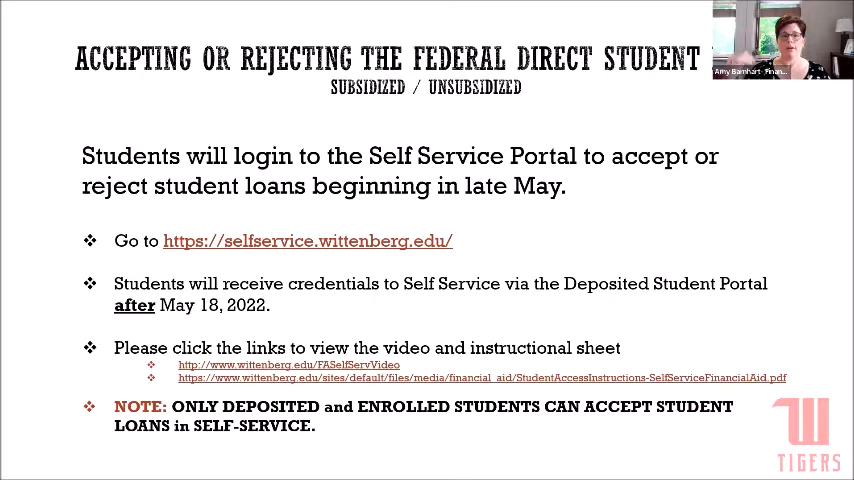 ACCEPTING OR REJECTING THE FEDERAL DIRECT STUDENT
SUBSIDIZED / UNSUBSIDIZED
Amy Barnhart- Finan...
Students will login to the Self Service Portal to accept or
reject student loans beginning in late May.
❖ Go to https://selfservice.wittenberg.edu/
❖ Students will receive credentials to Self Service via the Deposited Student Portal
after May 18, 2022.
❖ Please click the links to view the video and instructional sheet
❖ http://www.wittenberg.edu/FASelfServVideo
❖ https://www.wittenberg.edu/sites/default/files/media/financial_aid/StudentAccessInstructions-SelfServiceFinancialAid.pdf
❖ NOTE: ONLY DEPOSITED and ENROLLED STUDENTS CAN ACCEPT STUDENT
LOANS in SELF-SERVICE.
W
TIGERS